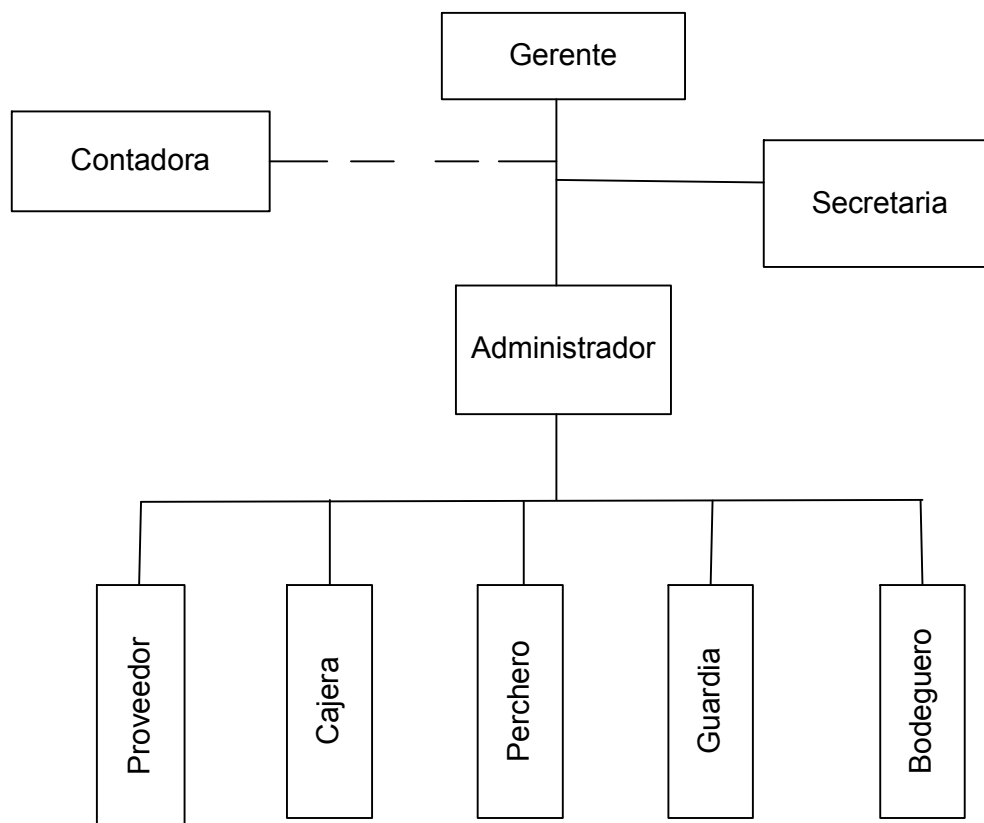 Gerente
Contadora
Secretaria
Administrador
Proveedor
Cajera
Perchero
Guardia
Bodeguero